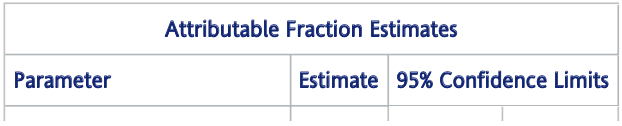 Attributable Fraction Estimates
Parameter Estimate 95% Confidence Limits